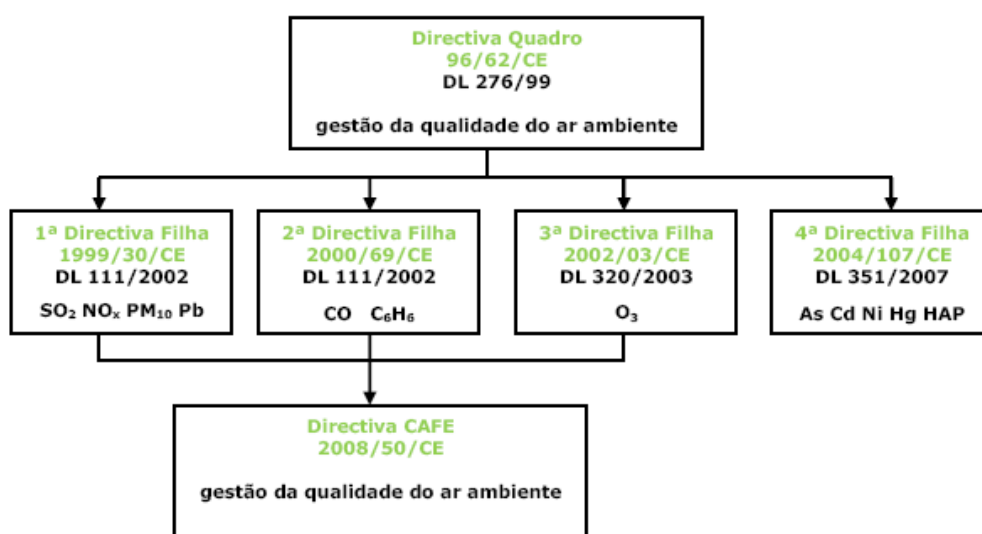 Directiva Quadro
96/62/CE
DL 276/99
gestão da qualidade do ar ambiente
1ª Directiva Filha
1999/30/CE
DL 111/2002
SO₂ NOₓ PM₁₀ Pb
2ª Directiva Filha
2000/69/CE
DL 111/2002
CO C₆H₆
3ª Directiva Filha
2002/03/CE
DL 320/2003
O₃
4ª Directiva Filha
2004/107/CE
DL 351/2007
As Cd Ni Hg HAP
Directiva CAFE
2008/50/CE
gestão da qualidade do ar ambiente